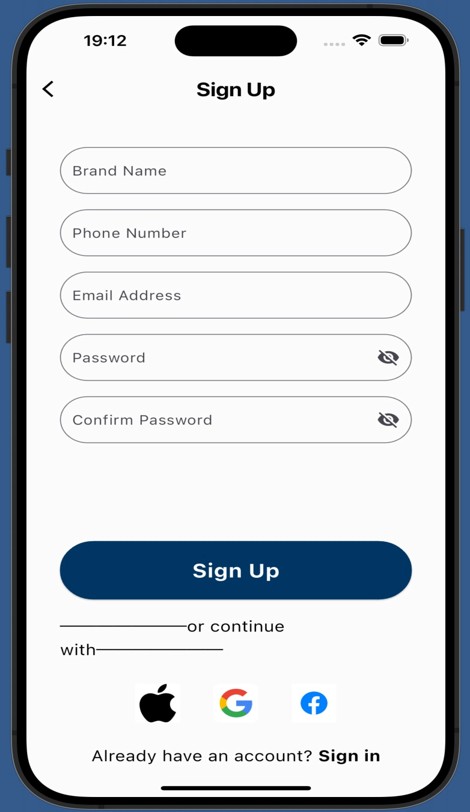 19:12
Sign Up
Brand Name
Phone Number
Email Address
Password
Confirm Password
Sign Up
——————————or continue
with——————————
Already have an account? Sign in